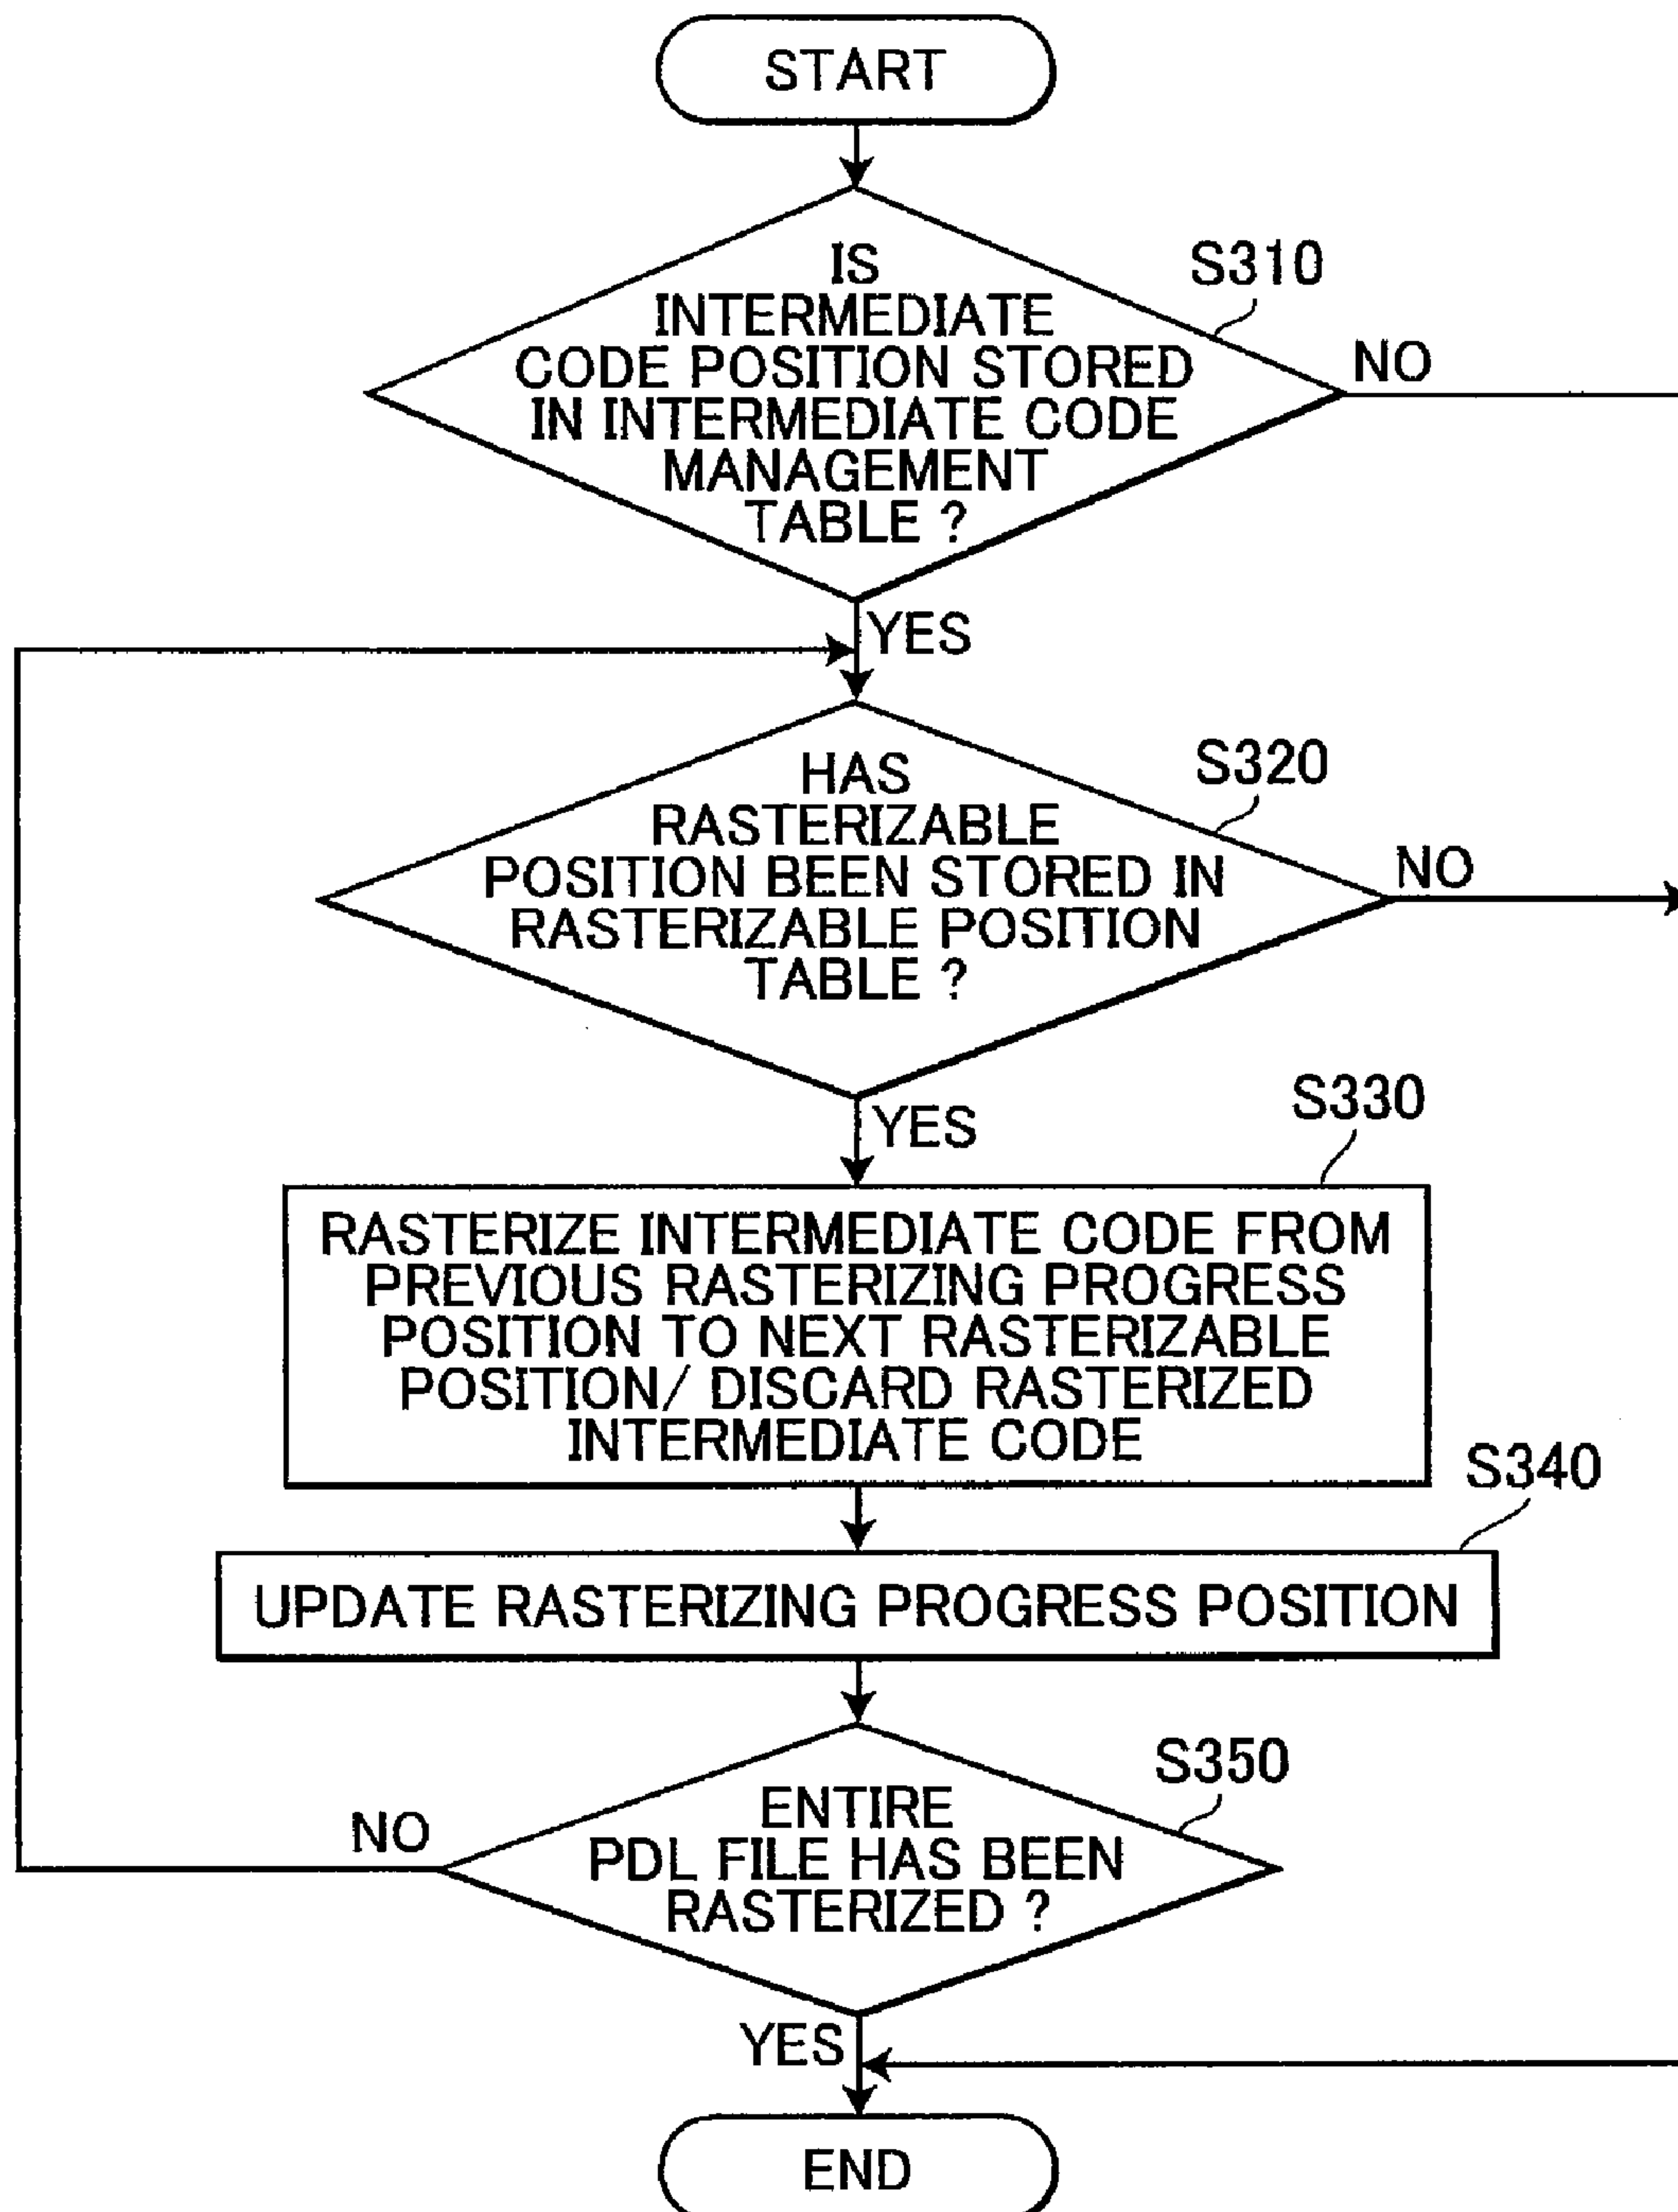 START
IS
INTERMEDIATE
CODE POSITION STORED
IN INTERMEDIATE CODE
MANAGEMENT
TABLE ?
S310
NO
YES
HAS
RASTERIZABLE
POSITION BEEN STORED IN
RASTERIZABLE POSITION
TABLE ?
S320
NO
YES
S330
RASTERIZE INTERMEDIATE CODE FROM
PREVIOUS RASTERIZING PROGRESS
POSITION TO NEXT RASTERIZABLE
POSITION/ DISCARD RASTERIZED
INTERMEDIATE CODE
S340
UPDATE RASTERIZING PROGRESS POSITION
S350
ENTIRE
PDL FILE HAS BEEN
RASTERIZED ?
NO
YES
END